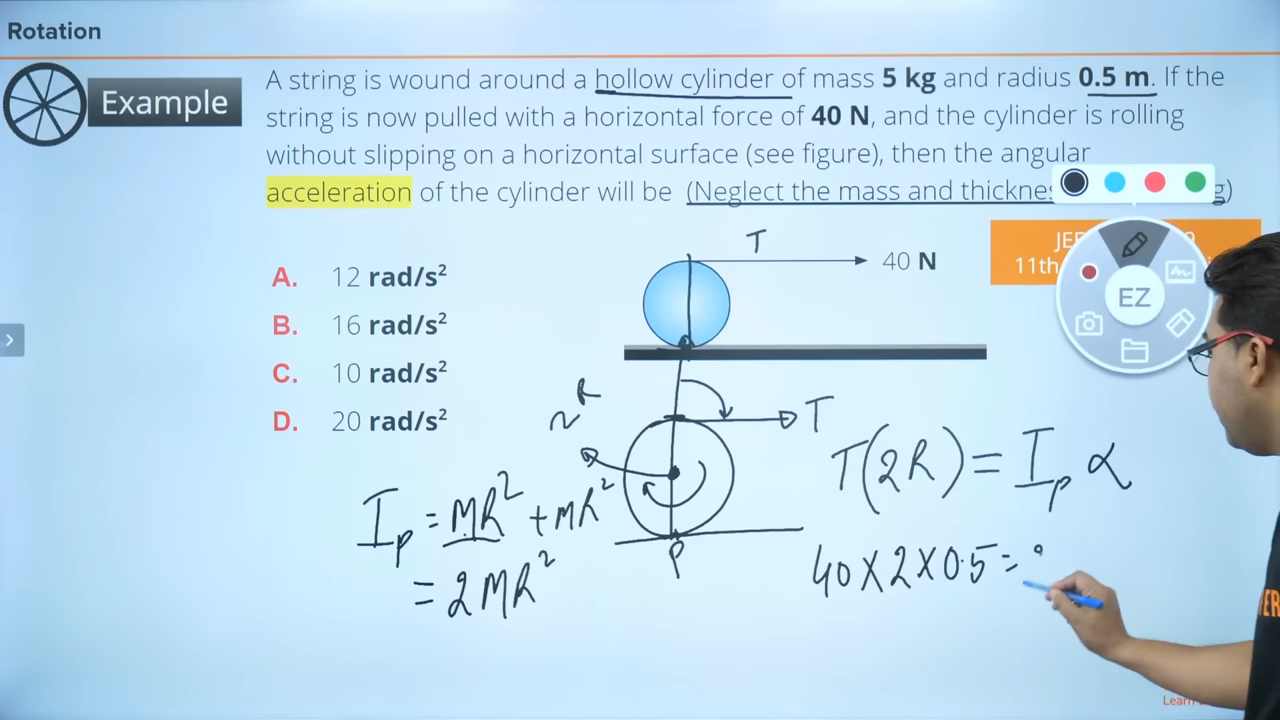 Rotation
Example
A string is wound around a hollow cylinder of mass 5 kg and radius 0.5 m. If the
string is now pulled with a horizontal force of 40 N, and the cylinder is rolling
without slipping on a horizontal surface (see figure), then the angular
acceleration of the cylinder will be (Neglect the mass and g)
JEE 9
11th
EZ
T
40 N
A. 12 rad/s²
B. 16 rad/s²
C. 10 rad/s²
D. 20 rad/s²
R
T
T(2R) = I_p α
I_p = MR² + MR²
= 2MR²
P
40 X 2 X 0.5 =
Learn